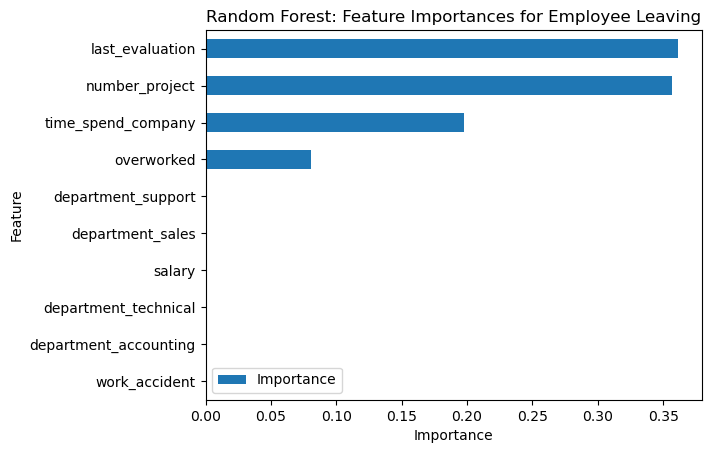 Random Forest: Feature Importances for Employee Leaving
last_evaluation
number_project
time_spend_company
overworked
department_support
department_sales
salary
department_technical
department_accounting
work_accident
Feature
Importance
0.00 0.05 0.10 0.15 0.20 0.25 0.30 0.35
Importance